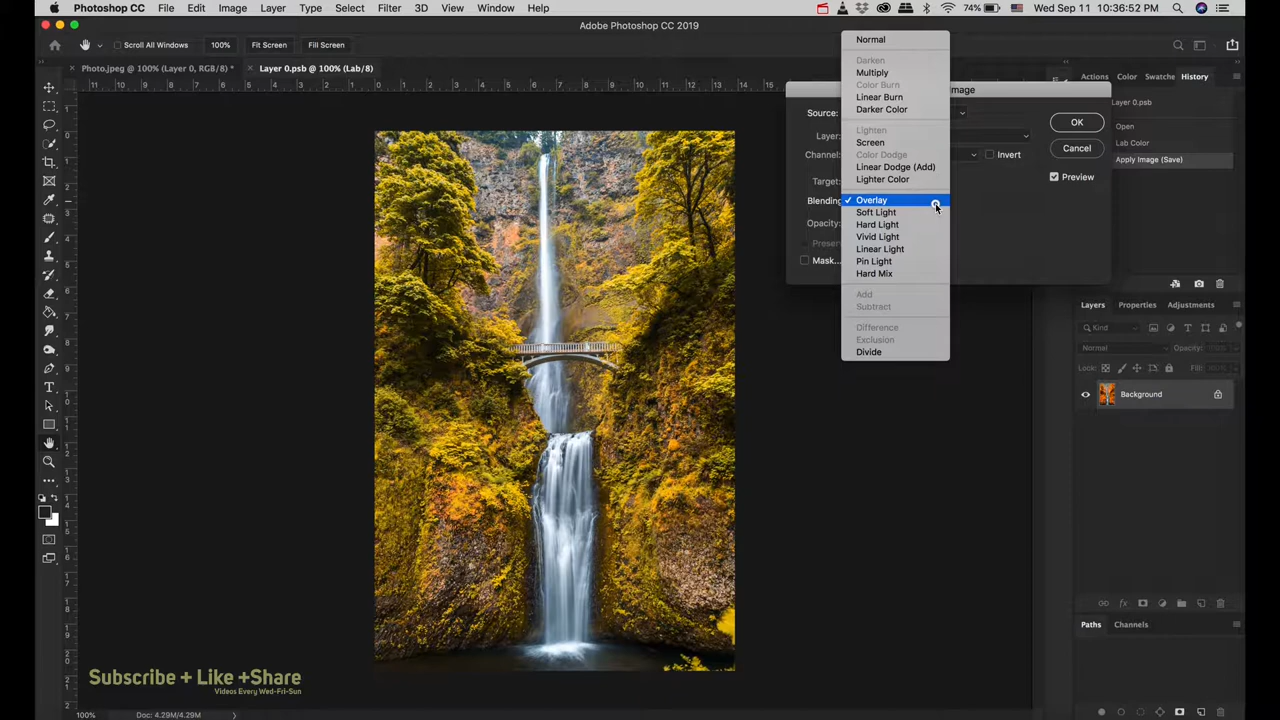 Photoshop CC File Edit Image Layer Type Select Filter 3D View Window Help 74% Wed Sep 11 10:36:52
Adobe Photoshop CC 2019
Scroll All Windows 100% Fit Screen Fill Screen
Photo.jpeg @ 100% (Layer 0, RGB/8) * Layer 0.psb @ 100% (Lab/8)
Actions Color Swatche History
Layer 0.psb
Open
Lab Color
Apply Image (Save)
Image
Source:
Layer:
Channel: Invert
Target:
Blending
Opacity:
Mask...
OK
Cancel
Preview
Normal
Darken
Multiply
Color Burn
Linear Burn
Darker Color
Lighten
Screen
Color Dodge
Linear Dodge (Add)
Lighter Color
✓ Overlay
Soft Light
Hard Light
Vivid Light
Linear Light
Pin Light
Hard Mix
Add
Subtract
Difference
Exclusion
Divide
Layers Properties Adjustments
Kind
Normal Opacity: 100%
Lock: Fill:
Background
Paths Channels
Subscribe + Like +Share
Videos Every Wed-Fri-Sun
100% Doc: 4.29M/4.29M